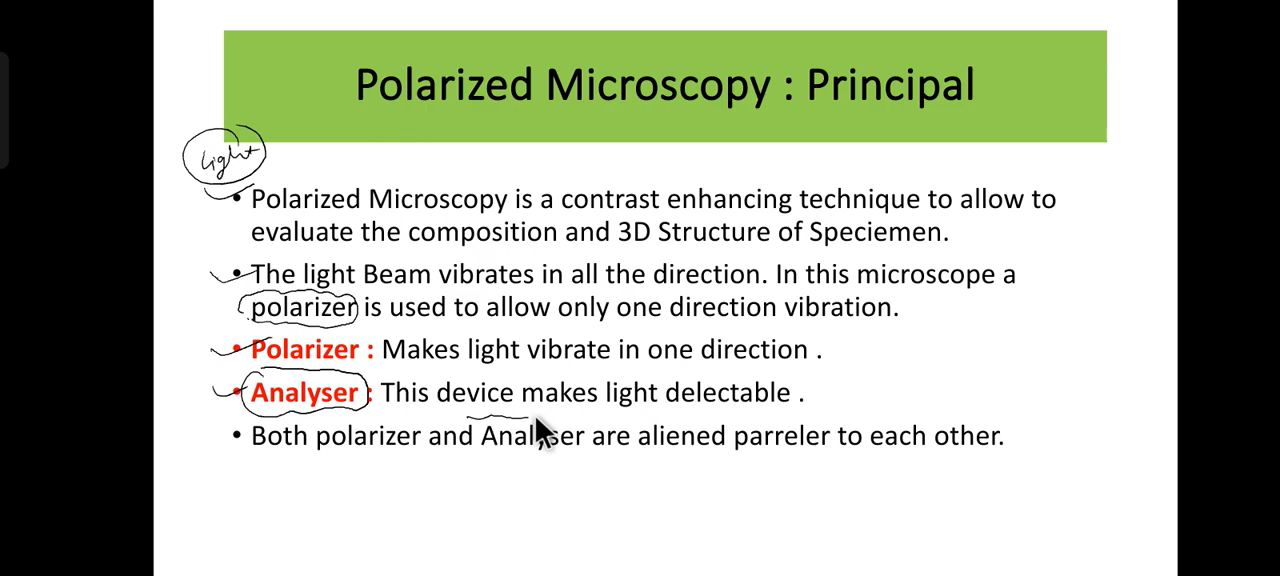 Polarized Microscopy : Principal
light
• Polarized Microscopy is a contrast enhancing technique to allow to
evaluate the composition and 3D Structure of Speciemen.
• The light Beam vibrates in all the direction. In this microscope a
polarizer is used to allow only one direction vibration.
• Polarizer : Makes light vibrate in one direction .
• Analyser : This device makes light delectable .
• Both polarizer and Analyser are aliened parreler to each other.